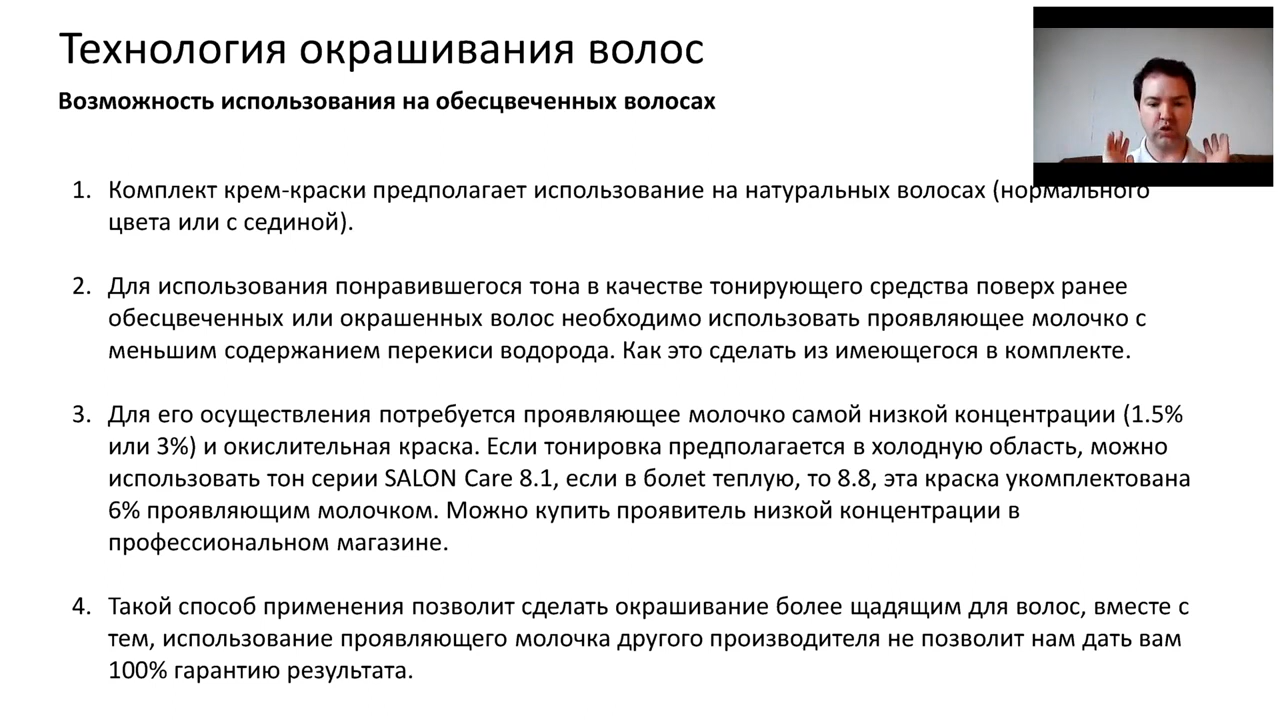 Технология окрашивания волос
Возможность использования на обесцвеченных волосах
1. Комплект крем-краски предполагает использование на натуральных волосах (нормального
цвета или с сединой).
2. Для использования понравившегося тона в качестве тонирующего средства поверх ранее
обесцвеченных или окрашенных волос необходимо использовать проявляющее молочко с
меньшим содержанием перекиси водорода. Как это сделать из имеющегося в комплекте.
3. Для его осуществления потребуется проявляющее молочко самой низкой концентрации (1.5%
или 3%) и окислительная краска. Если тонировка предполагается в холодную область, можно
использовать тон серии SALON Care 8.1, если в болеt теплую, то 8.8, эта краска укомплектована
6% проявляющим молочком. Можно купить проявитель низкой концентрации в
профессиональном магазине.
4. Такой способ применения позволит сделать окрашивание более щадящим для волос, вместе с
тем, использование проявляющего молочка другого производителя не позволит нам дать вам
100% гарантию результата.